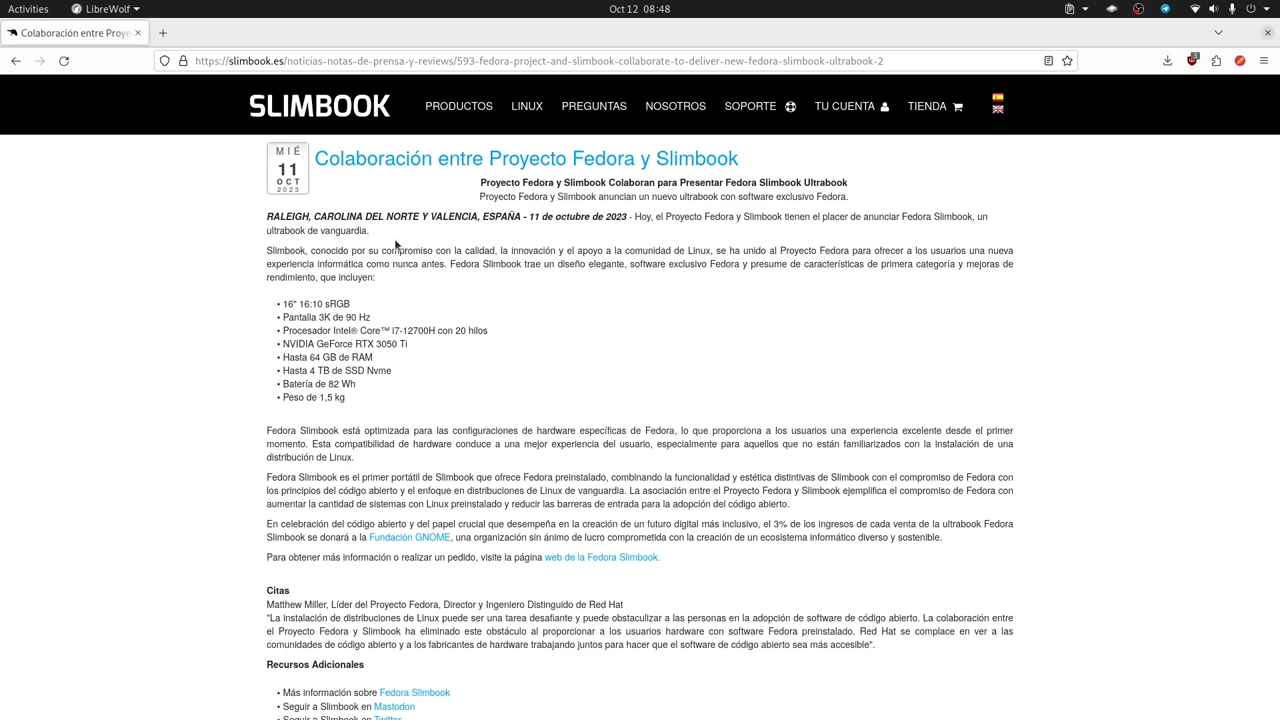 Activities
LibreWolf
Oct 12 08:48
Colaboración entre Proye
https://slimbook.es/noticias-notas-de-prensa-y-reviews/593-fedora-project-and-slimbook-collaborate-to-deliver-new-fedora-slimbook-ultrabook-2
3
SLIMBOOK
PRODUCTOS
LINUX
PREGUNTAS
NOSOTROS
SOPORTE
TU CUENTA
TIENDA
MIÉ
11
OCT
2023
Colaboración entre Proyecto Fedora y Slimbook
Proyecto Fedora y Slimbook Colaboran para Presentar Fedora Slimbook Ultrabook
Proyecto Fedora y Slimbook anuncian un nuevo ultrabook con software exclusivo Fedora.
RALEIGH, CAROLINA DEL NORTE Y VALENCIA, ESPAÑA - 11 de octubre de 2023 - Hoy, el Proyecto Fedora y Slimbook tienen el placer de anunciar Fedora Slimbook, un
ultrabook de vanguardia.
Slimbook, conocido por su compromiso con la calidad, la innovación y el apoyo a la comunidad de Linux, se ha unido al Proyecto Fedora para ofrecer a los usuarios una nueva
experiencia informática como nunca antes. Fedora Slimbook trae un diseño elegante, software exclusivo Fedora y presume de características de primera categoría y mejoras de
rendimiento, que incluyen:
• 16" 16:10 sRGB
• Pantalla 3K de 90 Hz
• Procesador Intel® Core™ I7-12700H con 20 hilos
• NVIDIA GeForce RTX 3050 Ti
• Hasta 64 GB de RAM
• Hasta 4 TB de SSD Nvme
• Batería de 82 Wh
• Peso de 1,5 kg
Fedora Slimbook está optimizada para las configuraciones de hardware específicas de Fedora, lo que proporciona a los usuarios una experiencia excelente desde el primer
momento. Esta compatibilidad de hardware conduce a una mejor experiencia del usuario, especialmente para aquellos que no están familiarizados con la instalación de una
distribución de Linux.
Fedora Slimbook es el primer portátil de Slimbook que ofrece Fedora preinstalado, combinando la funcionalidad y estética distintivas de Slimbook con el compromiso de Fedora con
los principios del código abierto y el enfoque en distribuciones de Linux de vanguardia. La asociación entre el Proyecto Fedora y Slimbook ejemplifica el compromiso de Fedora con
aumentar la cantidad de sistemas con Linux preinstalado y reducir las barreras de entrada para la adopción del código abierto.
En celebración del código abierto y del papel crucial que desempeña en la creación de un futuro digital más inclusivo, el 3% de los ingresos de cada venta de la ultrabook Fedora
Slimbook se donará a la Fundación GNOME, una organización sin ánimo de lucro comprometida con la creación de un ecosistema informático diverso y sostenible.
Para obtener más información o realizar un pedido, visite la página web de la Fedora Slimbook.
Citas
Matthew Miller, Líder del Proyecto Fedora, Director y Ingeniero Distinguido de Red Hat
"La instalación de distribuciones de Linux puede ser una tarea desafiante y puede obstaculizar a las personas en la adopción de software de código abierto. La colaboración entre
el Proyecto Fedora y Slimbook ha eliminado este obstáculo al proporcionar a los usuarios hardware con software Fedora preinstalado. Red Hat se complace en ver a las
comunidades de código abierto y a los fabricantes de hardware trabajando juntos para hacer que el software de código abierto sea más accesible".
Recursos Adicionales
• Más información sobre Fedora Slimbook
• Seguir a Slimbook en Mastodon
• Seguir a Slimbook en Twitter